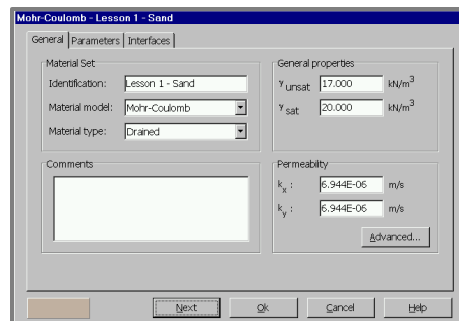 Mohr-Coulomb - Lesson 1 - Sand
General Parameters Interfaces
Material Set
Identification: Lesson 1 - Sand
Material model: Mohr-Coulomb
Material type: Drained
General properties
γ unsat 17.000 kN/m³
γ sat 20.000 kN/m³
Comments
Permeability
kx : 6.944E-06 m/s
ky : 6.944E-06 m/s
Advanced...
Next Ok Cancel Help